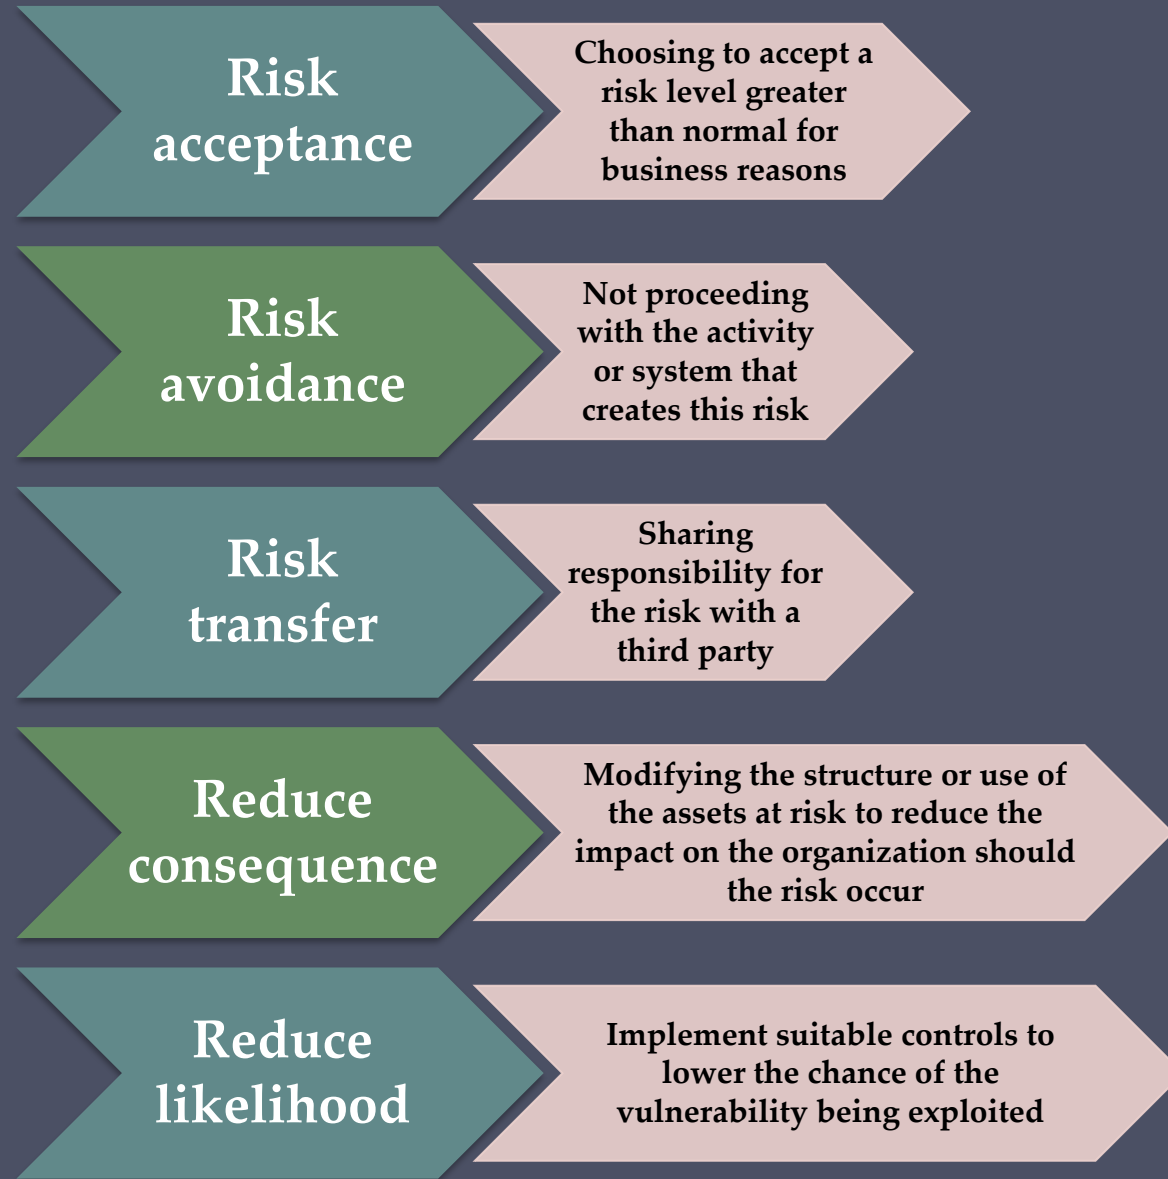 Risk
acceptance
Choosing to accept a
risk level greater
than normal for
business reasons
Risk
avoidance
Not proceeding
with the activity
or system that
creates this risk
Risk
transfer
Sharing
responsibility for
the risk with a
third party
Reduce
consequence
Modifying the structure or use of
the assets at risk to reduce the
impact on the organization should
the risk occur
Reduce
likelihood
Implement suitable controls to
lower the chance of the
vulnerability being exploited